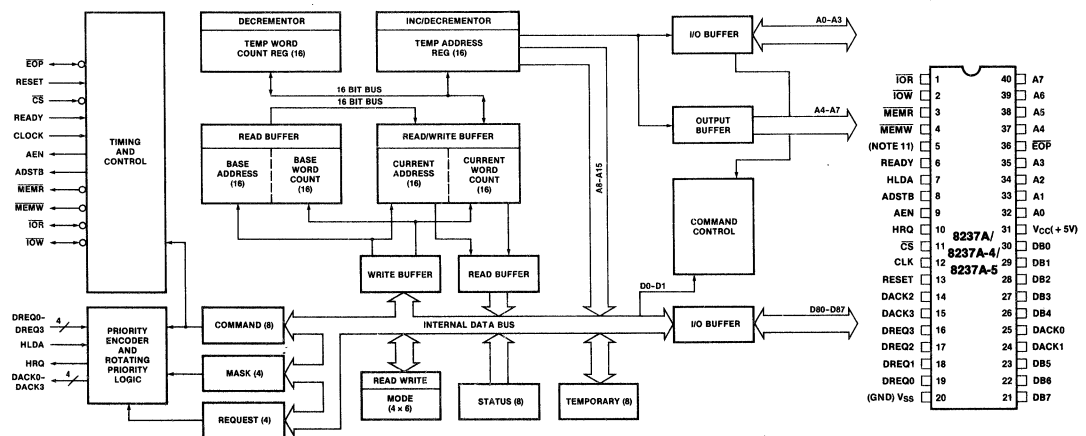 DECREMENTOR
TEMP WORD
COUNT REG (16)
INC/DECREMENTOR
TEMP ADDRESS
REG (16)
16 BIT BUS
16 BIT BUS
READ BUFFER
BASE
ADDRESS
(16)
BASE
WORD
COUNT
(16)
READ/WRITE BUFFER
CURRENT
ADDRESS
(16)
CURRENT
WORD
COUNT
(16)
WRITE BUFFER
READ BUFFER
A8-A15
I/O BUFFER
A0-A3
OUTPUT
BUFFER
A4-A7
COMMAND
CONTROL
D0-D1
I/O BUFFER
D80-D87
INTERNAL DATA BUS
EOP
RESET
CS
READY
CLOCK
AEN
ADSTB
MEMR
MEMW
IOR
IOW
TIMING
AND
CONTROL
DREQ0-
DREQ3
4
HLDA
HRQ
DACK0-
DACK3
4
PRIORITY
ENCODER
AND
ROTATING
PRIORITY
LOGIC
COMMAND (8)
MASK (4)
REQUEST (4)
READ WRITE
MODE
(4 × 6)
STATUS (8)
TEMPORARY (8)
IOR 1
IOW 2
MEMR 3
MEMW 4
(NOTE 11) 5
READY 6
HLDA 7
ADSTB 8
AEN 9
HRQ 10
CS 11
CLK 12
RESET 13
DACK2 14
DACK3 15
DREQ3 16
DREQ2 17
DREQ1 18
DREQ0 19
(GND) VSS 20
8237A/
8237A-4/
8237A-5
40 A7
39 A6
38 A5
37 A4
36 EOP
35 A3
34 A2
33 A1
32 A0
31 VCC(+5V)
30 DB0
29 DB1
28 DB2
27 DB3
26 DB4
25 DACK0
24 DACK1
23 DB5
22 DB6
21 DB7